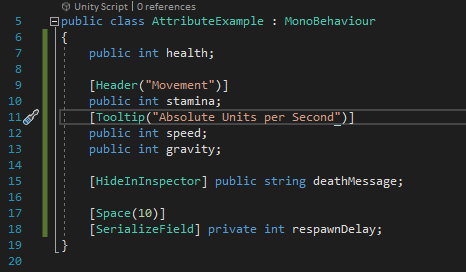 Unity Script | 0 references
5 public class AttributeExample : MonoBehaviour
6 {
7 public int health;
8
9 [Header("Movement")]
10 public int stamina;
11 [Tooltip("Absolute Units per Second")]
12 public int speed;
13 public int gravity;
14
15 [HideInInspector] public string deathMessage;
16
17 [Space(10)]
18 [SerializeField] private int respawnDelay;
19 }
20